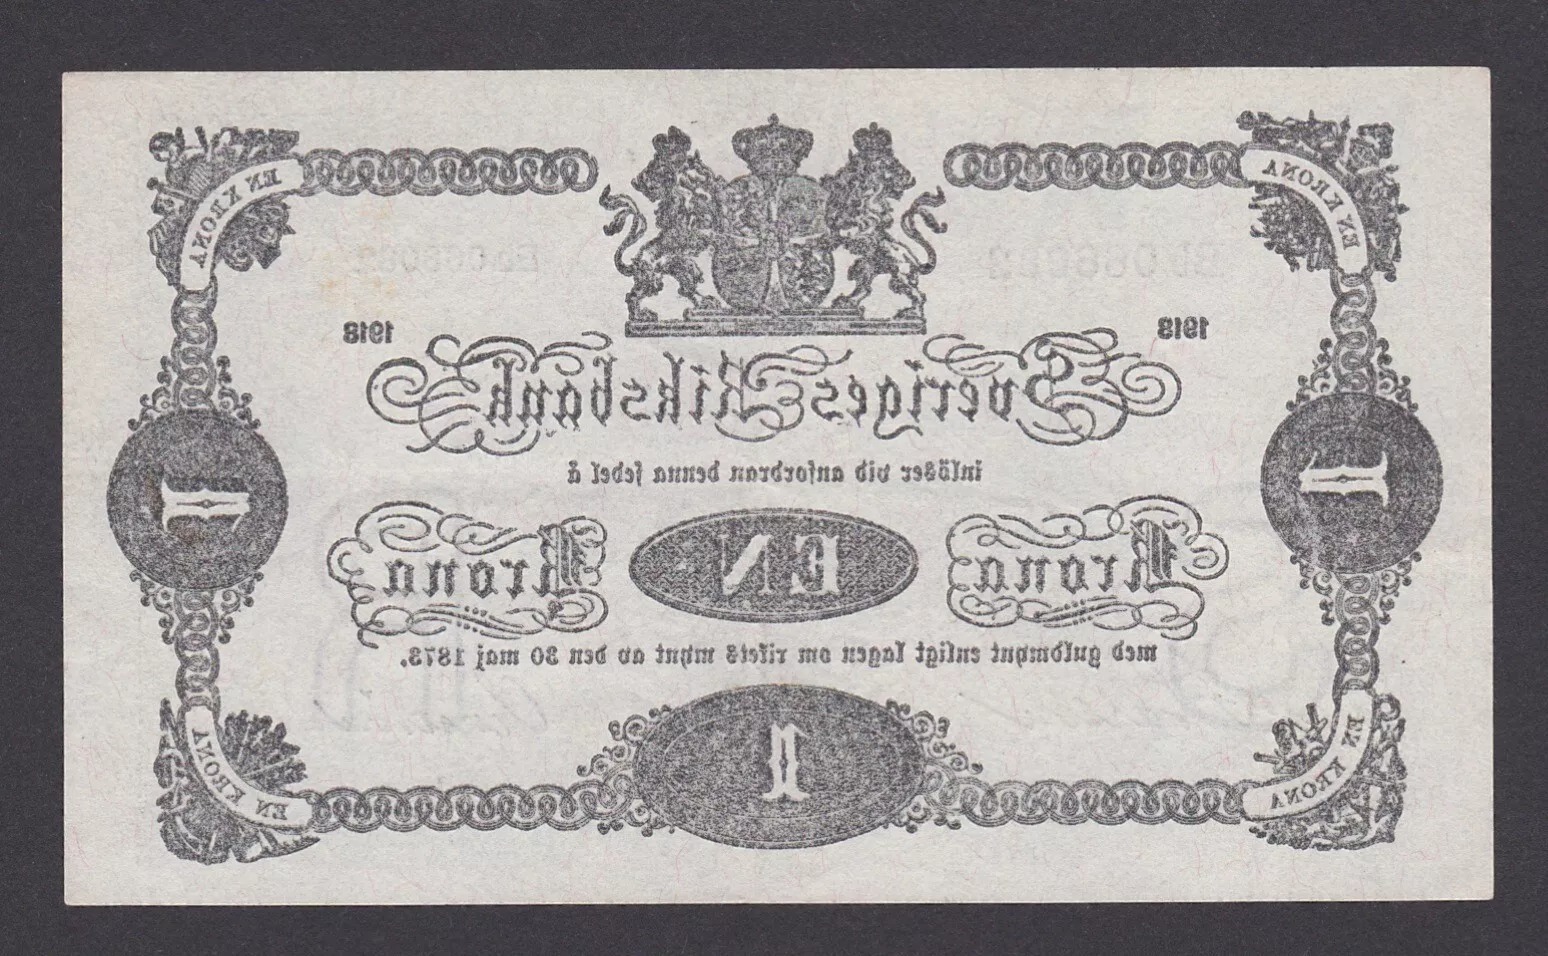 EN KRONA
EN KRONA
1918
1918
Sveriges Riksbank
inlöser vid anfordran denna sedel å
1
Krona
EN
Krona
1
med guldmynt enligt lagen om rikets mynt av den 30 maj 1873.
EN KRONA
1
EN KRONA